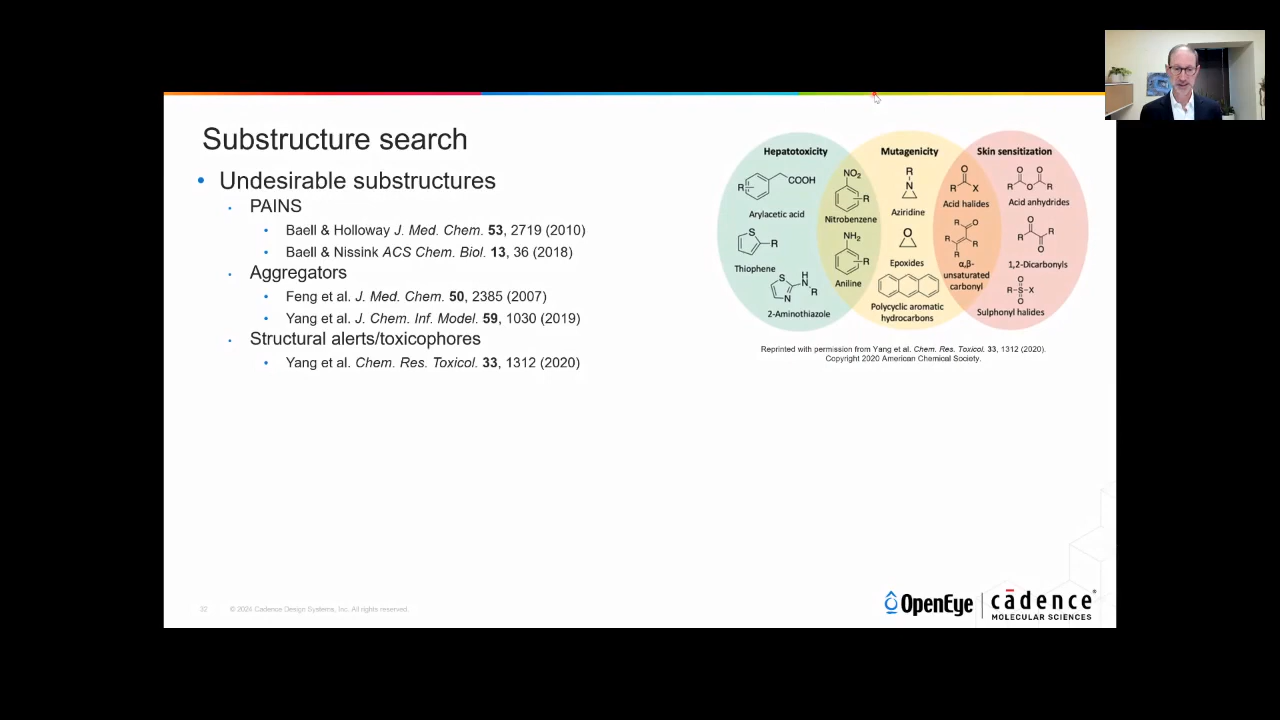 Substructure search
• Undesirable substructures
• PAINS
• Baell & Holloway J. Med. Chem. 53, 2719 (2010)
• Baell & Nissink ACS Chem. Biol. 13, 36 (2018)
• Aggregators
• Feng et al. J. Med. Chem. 50, 2385 (2007)
• Yang et al. J. Chem. Inf. Model. 59, 1030 (2019)
• Structural alerts/toxicophores
• Yang et al. Chem. Res. Toxicol. 33, 1312 (2020)
Hepatotoxicity
R
COOH
Arylacetic acid
S
R
Thiophene
S
H
N
R
N
2-Aminothiazole
NO2
R
Nitrobenzene
NH2
R
Aniline
Mutagenicity
R
N
Aziridine
O
Epoxides
Polycyclic aromatic
hydrocarbons
O
R
X
Acid halides
R
O
R
R
R
α,β-
unsaturated
carbonyl
Skin sensitization
O
O
R
O
R
Acid anhydrides
O
R
R
O
1,2-Dicarbonyls
O
R-S-X
O
Sulphonyl halides
Reprinted with permission from Yang et al. Chem. Res. Toxicol. 33, 1312 (2020).
Copyright 2020 American Chemical Society.
© 2024 Cadence Design Systems, Inc. All rights reserved.
OpenEye
cādence®
MOLECULAR SCIENCES